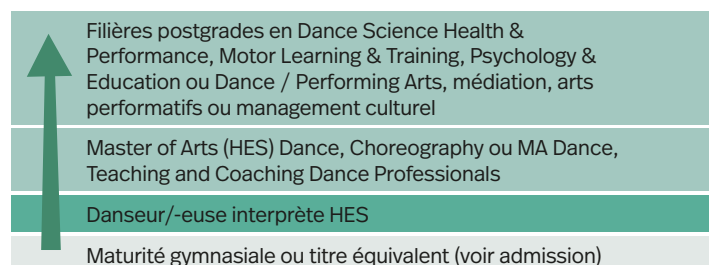 Filières postgrades en Dance Science Health &
Performance, Motor Learning & Training, Psychology &
Education ou Dance / Performing Arts, médiation, arts
performatifs ou management culturel
Master of Arts (HES) Dance, Choreography ou MA Dance,
Teaching and Coaching Dance Professionals
Danseur/-euse interprète HES
Maturité gymnasiale ou titre équivalent (voir admission)